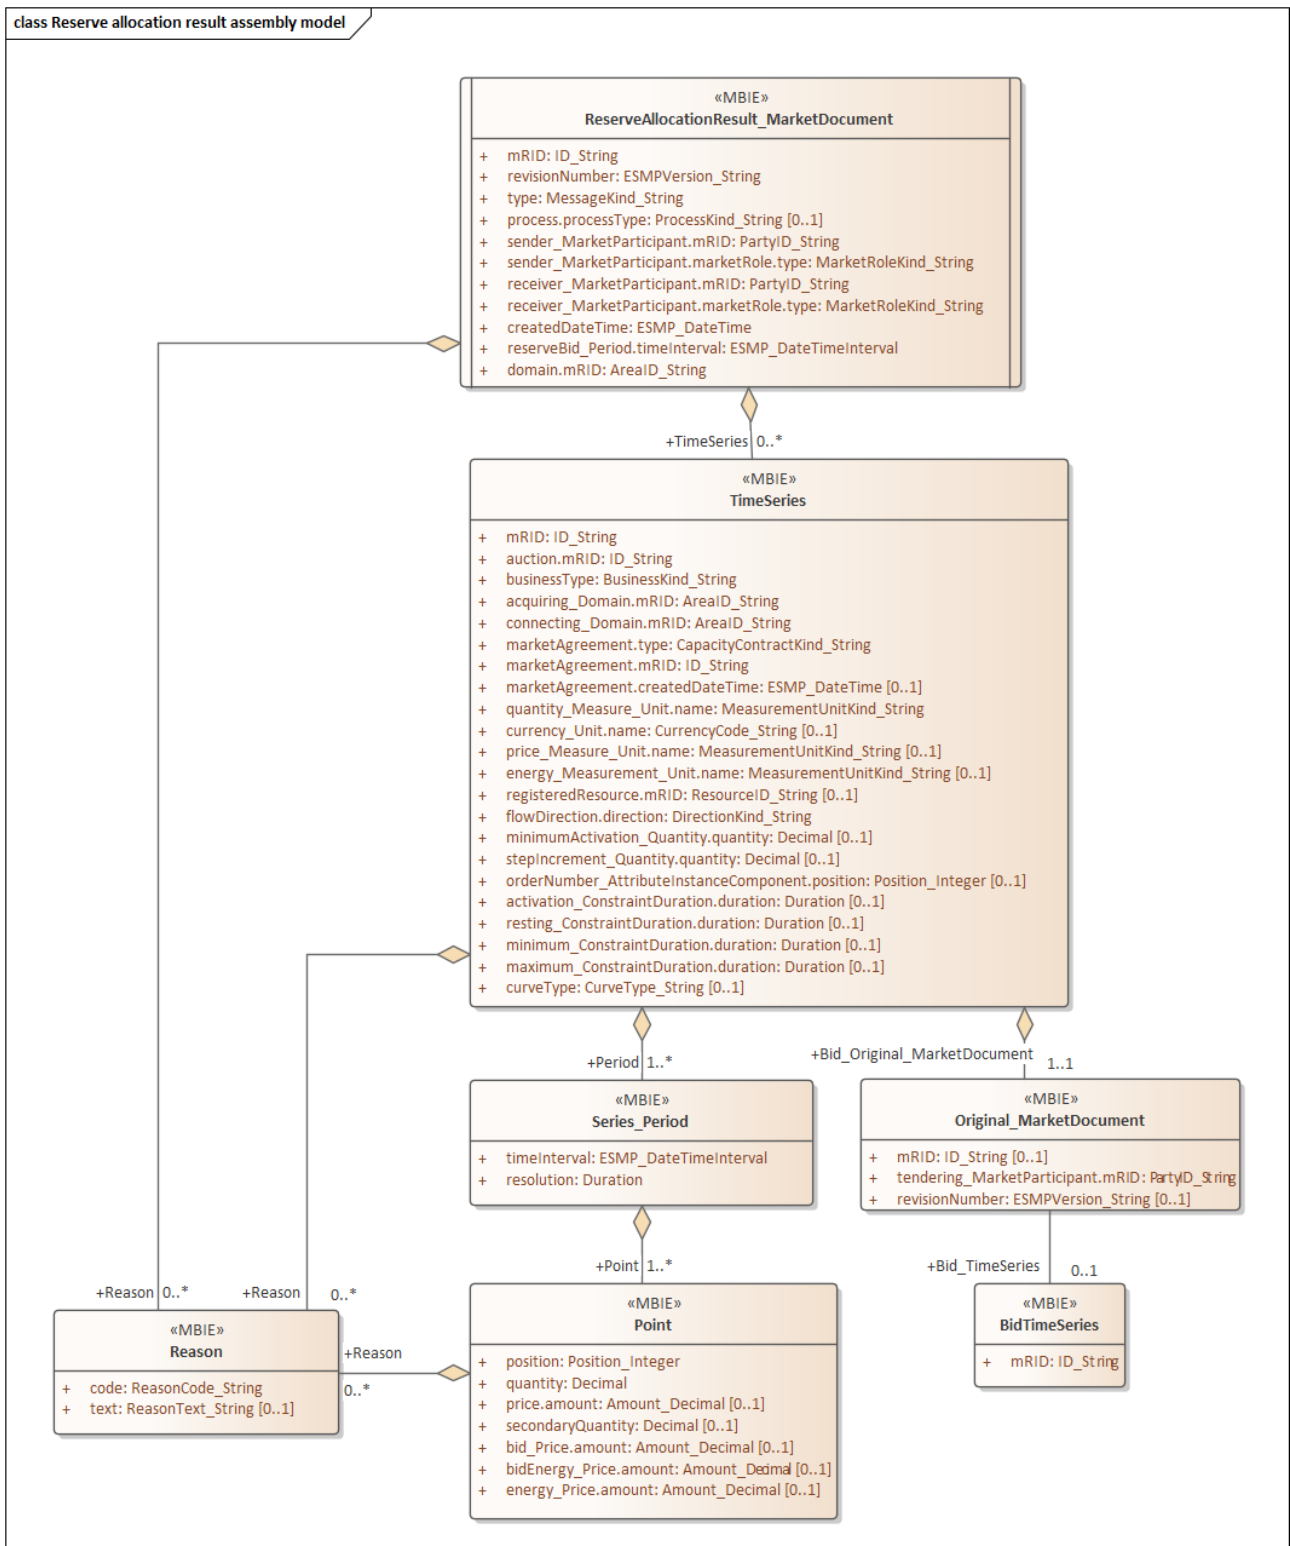 class Reserve allocation result assembly model
«MBIE»
ReserveAllocationResult_MarketDocument
+ mRID: ID_String
+ revisionNumber: ESMPVersion_String
+ type: MessageKind_String
+ process.processType: ProcessKind_String [0..1]
+ sender_MarketParticipant.mRID: PartyID_String
+ sender_MarketParticipant.marketRole.type: MarketRoleKind_String
+ receiver_MarketParticipant.mRID: PartyID_String
+ receiver_MarketParticipant.marketRole.type: MarketRoleKind_String
+ createdDateTime: ESMP_DateTime
+ reserveBid_Period.timeInterval: ESMP_DateTimeInterval
+ domain.mRID: AreaID_String
+TimeSeries 0..*
«MBIE»
TimeSeries
+ mRID: ID_String
+ auction.mRID: ID_String
+ businessType: BusinessKind_String
+ acquiring_Domain.mRID: AreaID_String
+ connecting_Domain.mRID: AreaID_String
+ marketAgreement.type: CapacityContractKind_String
+ marketAgreement.mRID: ID_String
+ marketAgreement.createdDateTime: ESMP_DateTime [0..1]
+ quantity_Measure_Unit.name: MeasurementUnitKind_String
+ currency_Unit.name: CurrencyCode_String [0..1]
+ price_Measure_Unit.name: MeasurementUnitKind_String [0..1]
+ energy_Measurement_Unit.name: MeasurementUnitKind_String [0..1]
+ registeredResource.mRID: ResourceID_String [0..1]
+ flowDirection.direction: DirectionKind_String
+ minimumActivation_Quantity.quantity: Decimal [0..1]
+ stepIncrement_Quantity.quantity: Decimal [0..1]
+ orderNumber_AttributeInstanceComponent.position: Position_Integer [0..1]
+ activation_ConstraintDuration.duration: Duration [0..1]
+ resting_ConstraintDuration.duration: Duration [0..1]
+ minimum_ConstraintDuration.duration: Duration [0..1]
+ maximum_ConstraintDuration.duration: Duration [0..1]
+ curveType: CurveType_String [0..1]
+Period 1..*
+Bid_Original_MarketDocument
1..1
«MBIE»
Series_Period
+ timeInterval: ESMP_DateTimeInterval
+ resolution: Duration
«MBIE»
Original_MarketDocument
+ mRID: ID_String [0..1]
+ tendering_MarketParticipant.mRID: PartyID_String
+ revisionNumber: ESMPVersion_String [0..1]
+Point 1..*
+Bid_TimeSeries 0..1
+Reason 0..*
+Reason 0..*
«MBIE»
Reason
+ code: ReasonCode_String
+ text: ReasonText_String [0..1]
+Reason
0..*
«MBIE»
Point
+ position: Position_Integer
+ quantity: Decimal
+ price.amount: Amount_Decimal [0..1]
+ secondaryQuantity: Decimal [0..1]
+ bid_Price.amount: Amount_Decimal [0..1]
+ bidEnergy_Price.amount: Amount_Decimal [0..1]
+ energy_Price.amount: Amount_Decimal [0..1]
«MBIE»
BidTimeSeries
+ mRID: ID_String